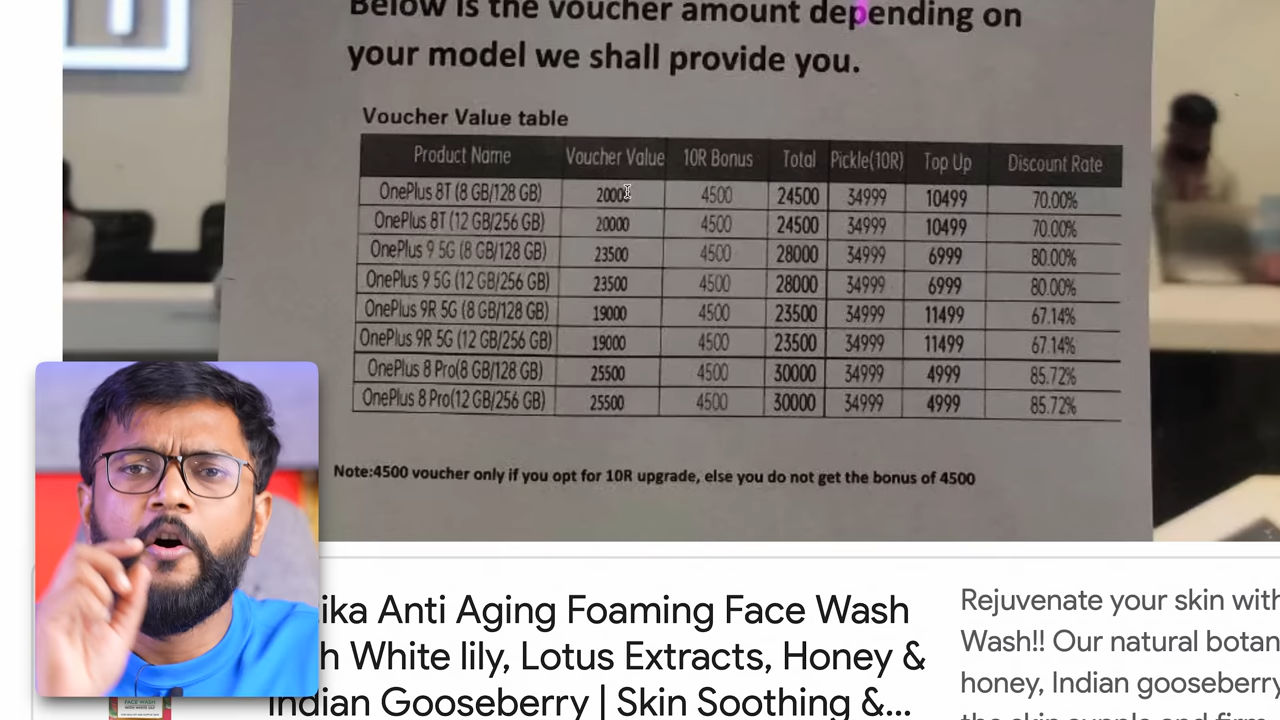 Below is the voucher amount depending on
your model we shall provide you.
Voucher Value table
Product Name Voucher Value 10R Bonus Total Pickle(10R) Top Up Discount Rate
OnePlus 8T (8 GB/128 GB) 20000 4500 24500 34999 10499 70.00%
OnePlus 8T (12 GB/256 GB) 20000 4500 24500 34999 10499 70.00%
OnePlus 9 5G (8 GB/128 GB) 23500 4500 28000 34999 6999 80.00%
OnePlus 9 5G (12 GB/256 GB) 23500 4500 28000 34999 6999 80.00%
OnePlus 9R 5G (8 GB/128 GB) 19000 4500 23500 34999 11499 67.14%
OnePlus 9R 5G (12 GB/256 GB) 19000 4500 23500 34999 11499 67.14%
OnePlus 8 Pro(8 GB/128 GB) 25500 4500 30000 34999 4999 85.72%
OnePlus 8 Pro(12 GB/256 GB) 25500 4500 30000 34999 4999 85.72%
Note:4500 voucher only if you opt for 10R upgrade, else you do not get the bonus of 4500
Anti Aging Foaming Face Wash
White lily, Lotus Extracts, Honey &
Indian Gooseberry | Skin Soothing &...
Rejuvenate your skin with
Wash!! Our natural botan
honey, Indian gooseberry
FACE WASH